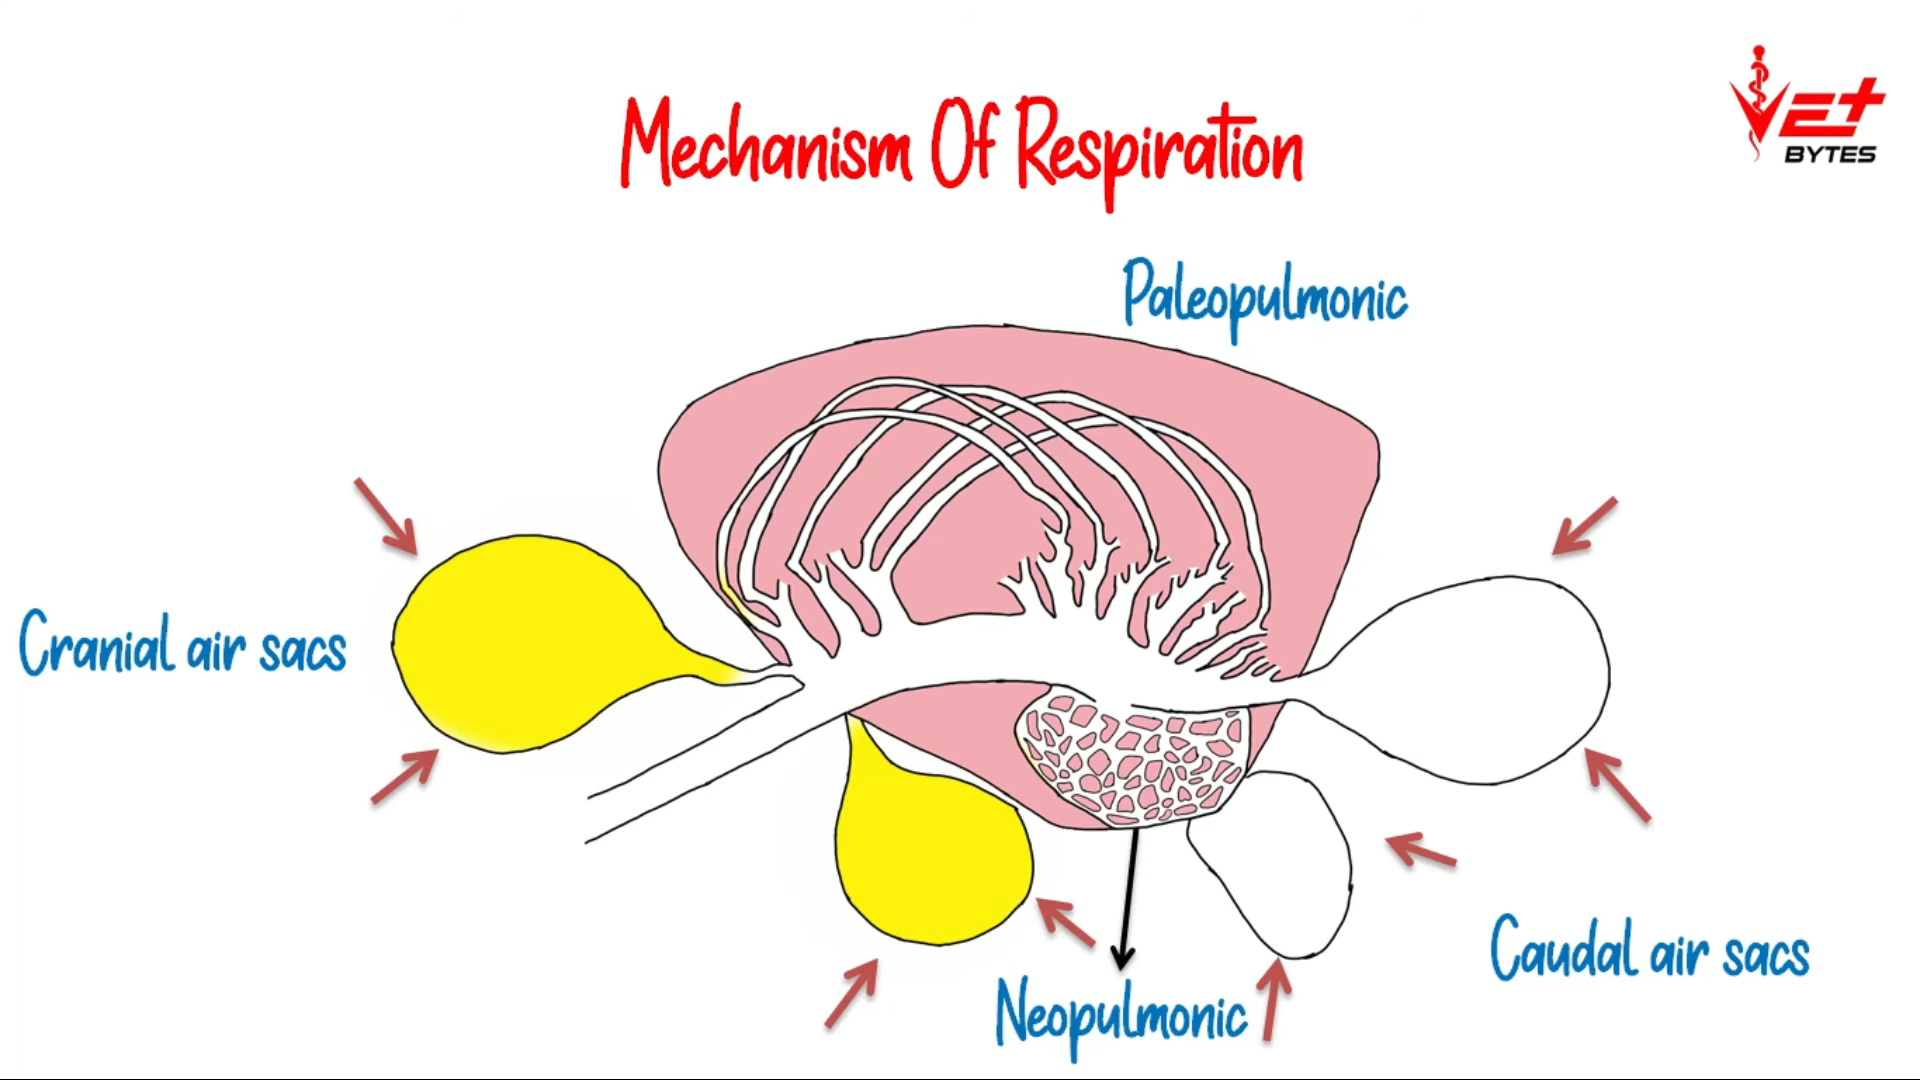 Mechanism Of Respiration
VET
BYTES
Paleopulmonic
Cranial air sacs
Caudal air sacs
Neopulmonic